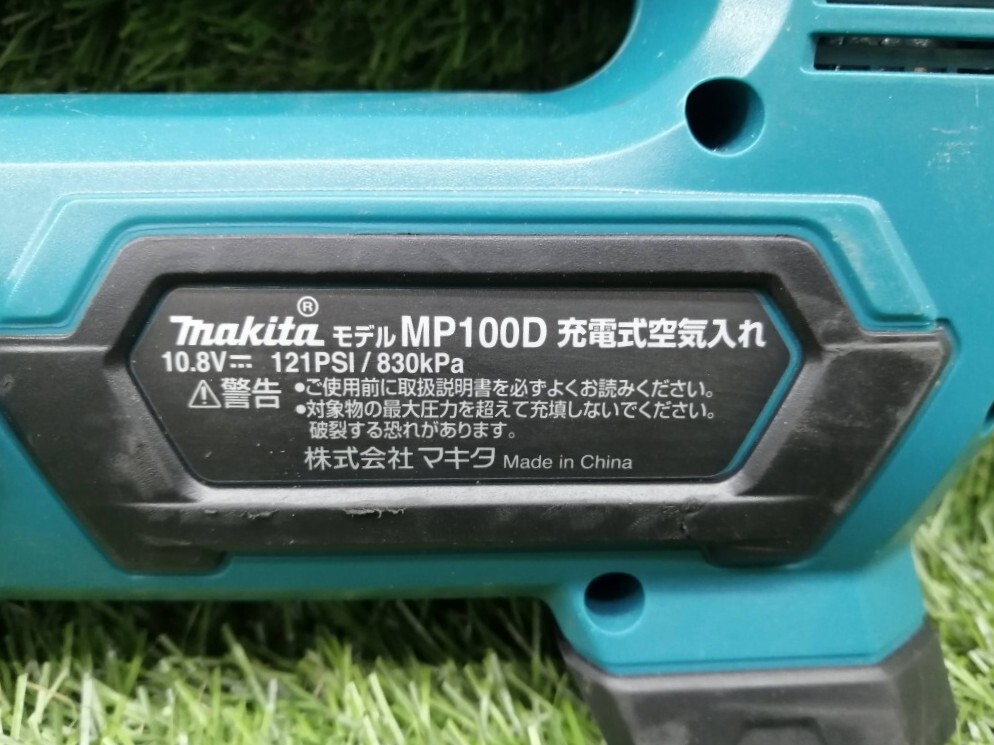 makita® モデル MP100D 充電式空気入れ
10.8V⎓ 121PSI / 830kPa
⚠警告 •ご使用前に取扱説明書を必ずよくお読みください。
•対象物の最大圧力を超えて充填しないでください。
破裂する恐れがあります。
株式会社 マキタ Made in China